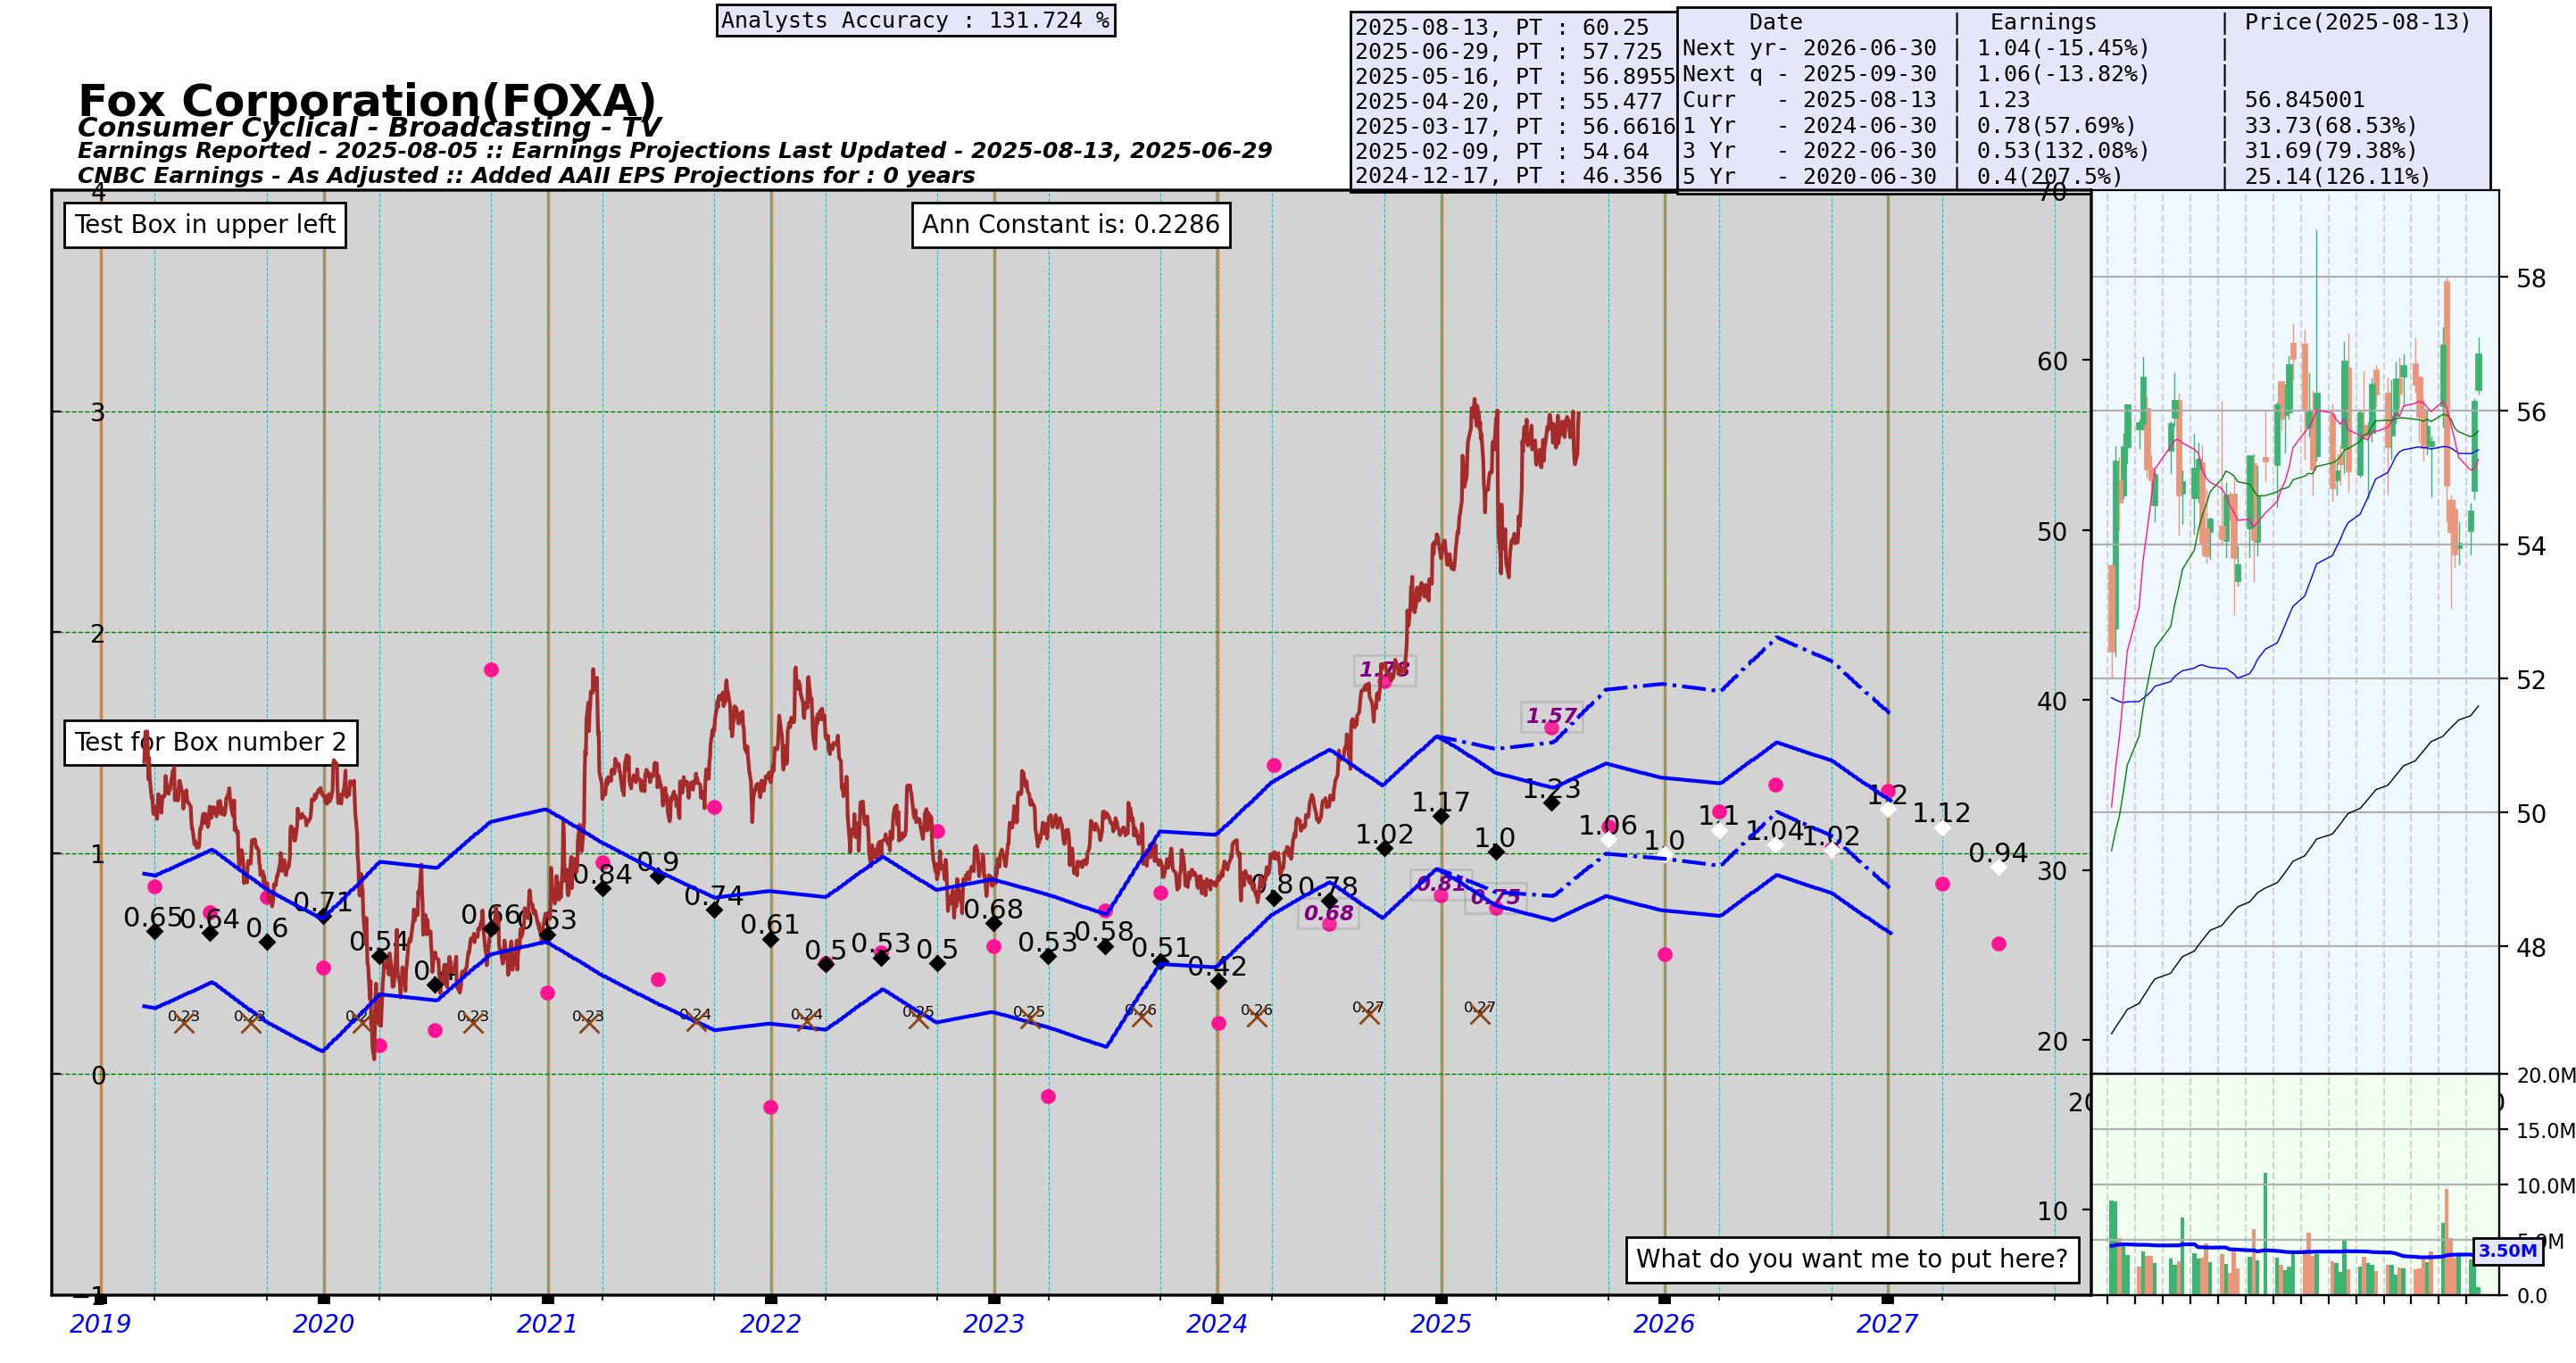 Analysts Accuracy : 131.724 %
2025-08-13, PT : 60.25
2025-06-29, PT : 57.725
2025-05-16, PT : 56.8955
2025-04-20, PT : 55.477
2025-03-17, PT : 56.6616
2025-02-09, PT : 54.64
2024-12-17, PT : 46.356
Date | Earnings | Price(2025-08-13)
Next yr- 2026-06-30 | 1.04(-15.45%) |
Next q - 2025-09-30 | 1.06(-13.82%) |
Curr - 2025-08-13 | 1.23 | 56.845001
1 Yr - 2024-06-30 | 0.78(57.69%) | 33.73(68.53%)
3 Yr - 2022-06-30 | 0.53(132.08%) | 31.69(79.38%)
5 Yr - 2020-06-30 | 0.4(207.5%) | 25.14(126.11%)
Fox Corporation(FOXA)
Consumer Cyclical - Broadcasting - TV
Earnings Reported - 2025-08-05 :: Earnings Projections Last Updated - 2025-08-13, 2025-06-29
CNBC Earnings - As Adjusted :: Added AAII EPS Projections for : 0 years
Test Box in upper left
Ann Constant is: 0.2286
Test for Box number 2
What do you want me to put here?
4
3
2
1
0
−1
70
60
50
40
30
20
10
58
56
54
52
50
48
20.0M
15.0M
10.0M
3.50M
0.0
1.78
1.57
0.81
0.75
0.68
0.65
0.64
0.6
0.71
0.54
0.66
0.63
0.84
0.9
0.74
0.61
0.5
0.53
0.5
0.68
0.53
0.58
0.51
0.42
0.8
0.78
1.02
1.17
1.0
1.23
1.06
1.0
1.1
1.04
1.02
1.2
1.12
0.94
0.23
0.23
0.23
0.23
0.24
0.24
0.25
0.25
0.26
0.26
0.27
0.27
2019
2020
2021
2022
2023
2024
2025
2026
2027